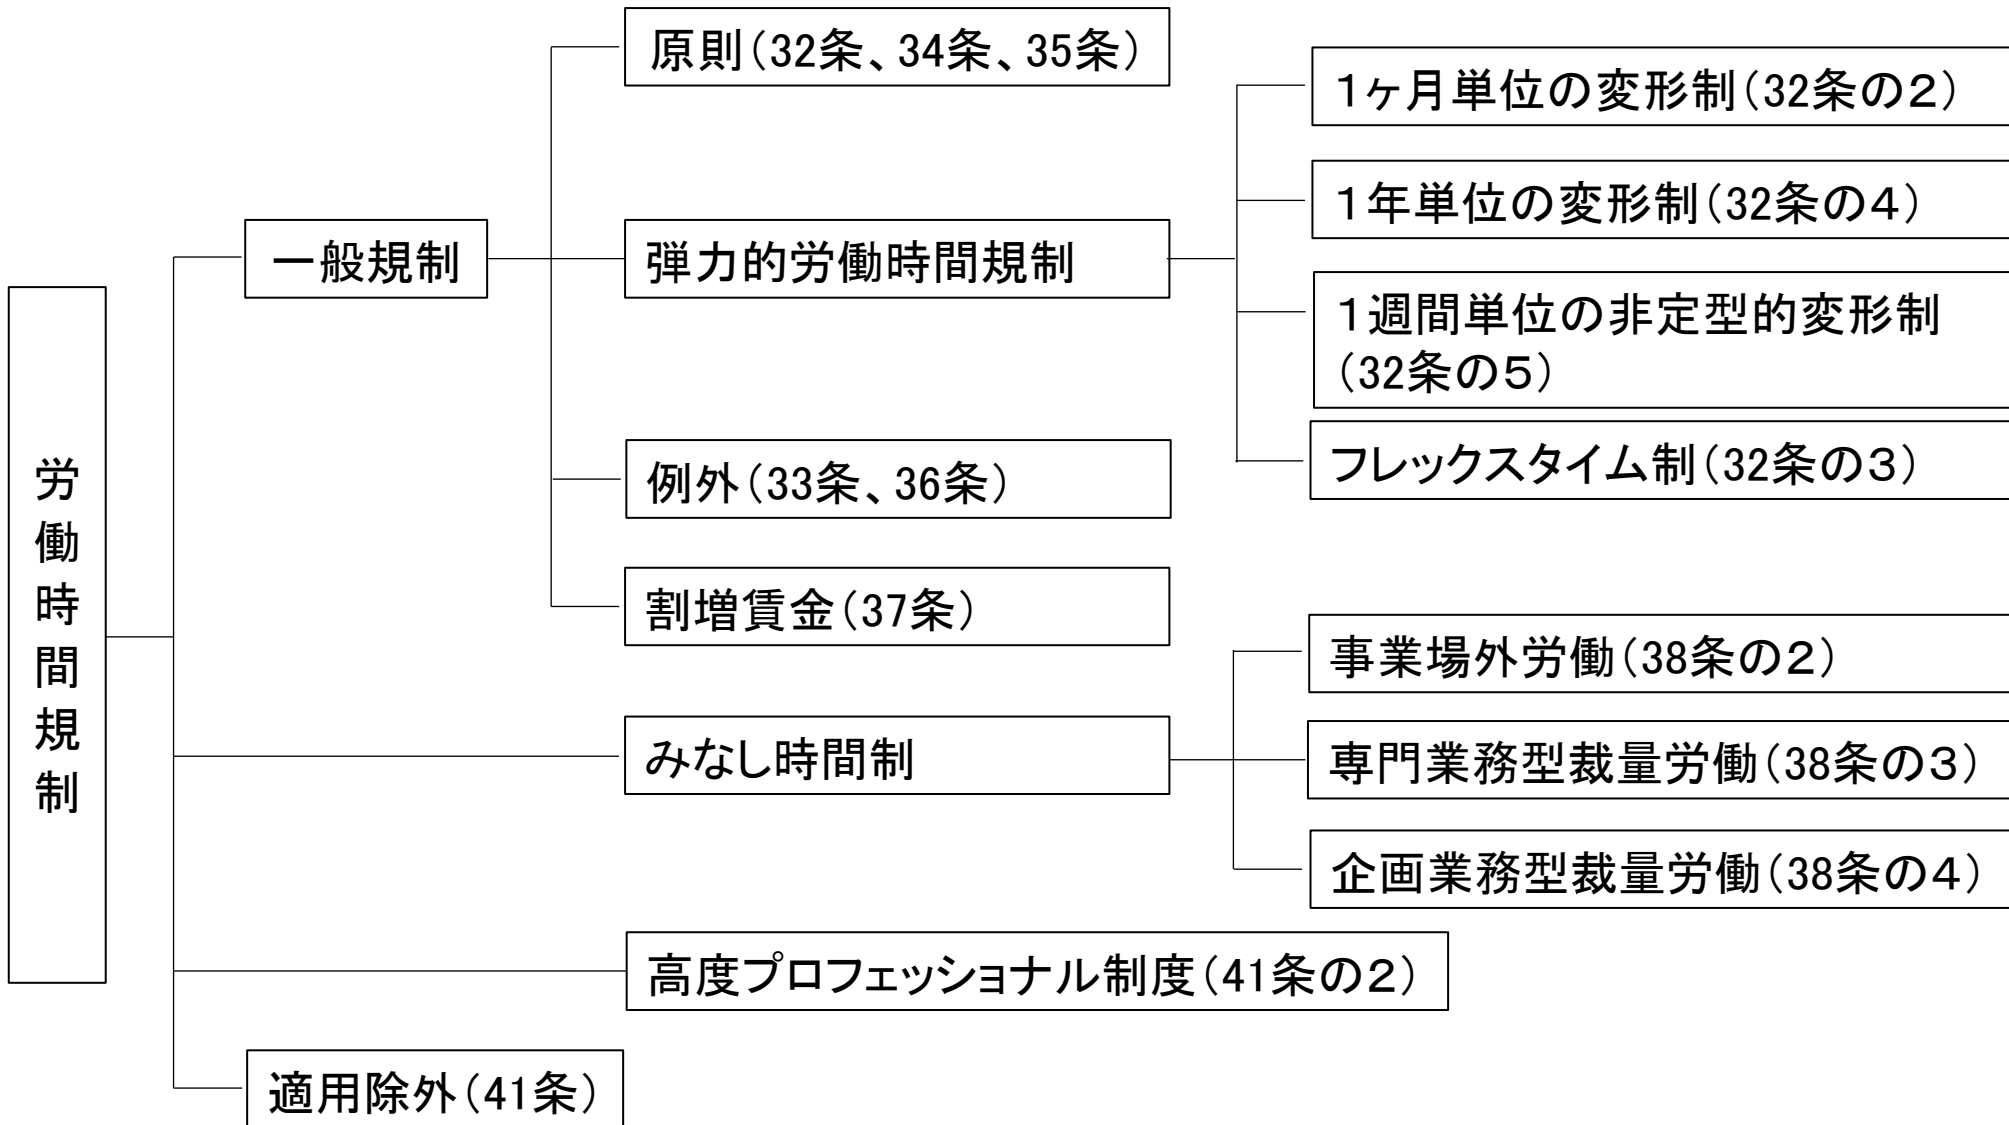 労働時間規制
一般規制
原則（32条、34条、35条）
弾力的労働時間規制
1ヶ月単位の変形制（32条の２）
1年単位の変形制（32条の４）
1週間単位の非定型的変形制
（32条の５）
フレックスタイム制（32条の３）
例外（33条、36条）
割増賃金（37条）
みなし時間制
事業場外労働（38条の２）
専門業務型裁量労働（38条の３）
企画業務型裁量労働（38条の４）
高度プロフェッショナル制度（41条の２）
適用除外（41条）